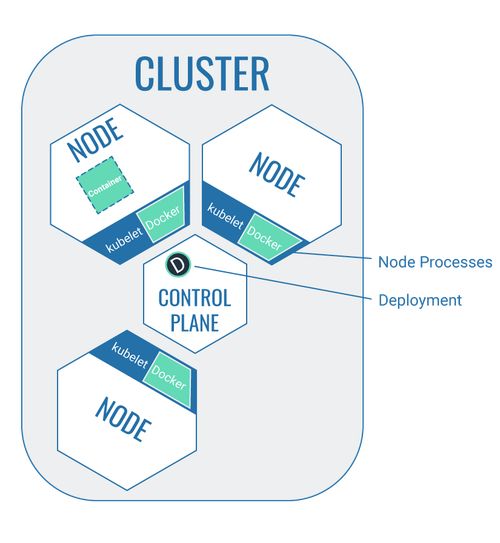 CLUSTER
NODE
Container
kubelet
Docker
NODE
kubelet
Docker
Node Processes
D
CONTROL
PLANE
Deployment
kubelet
Docker
NODE